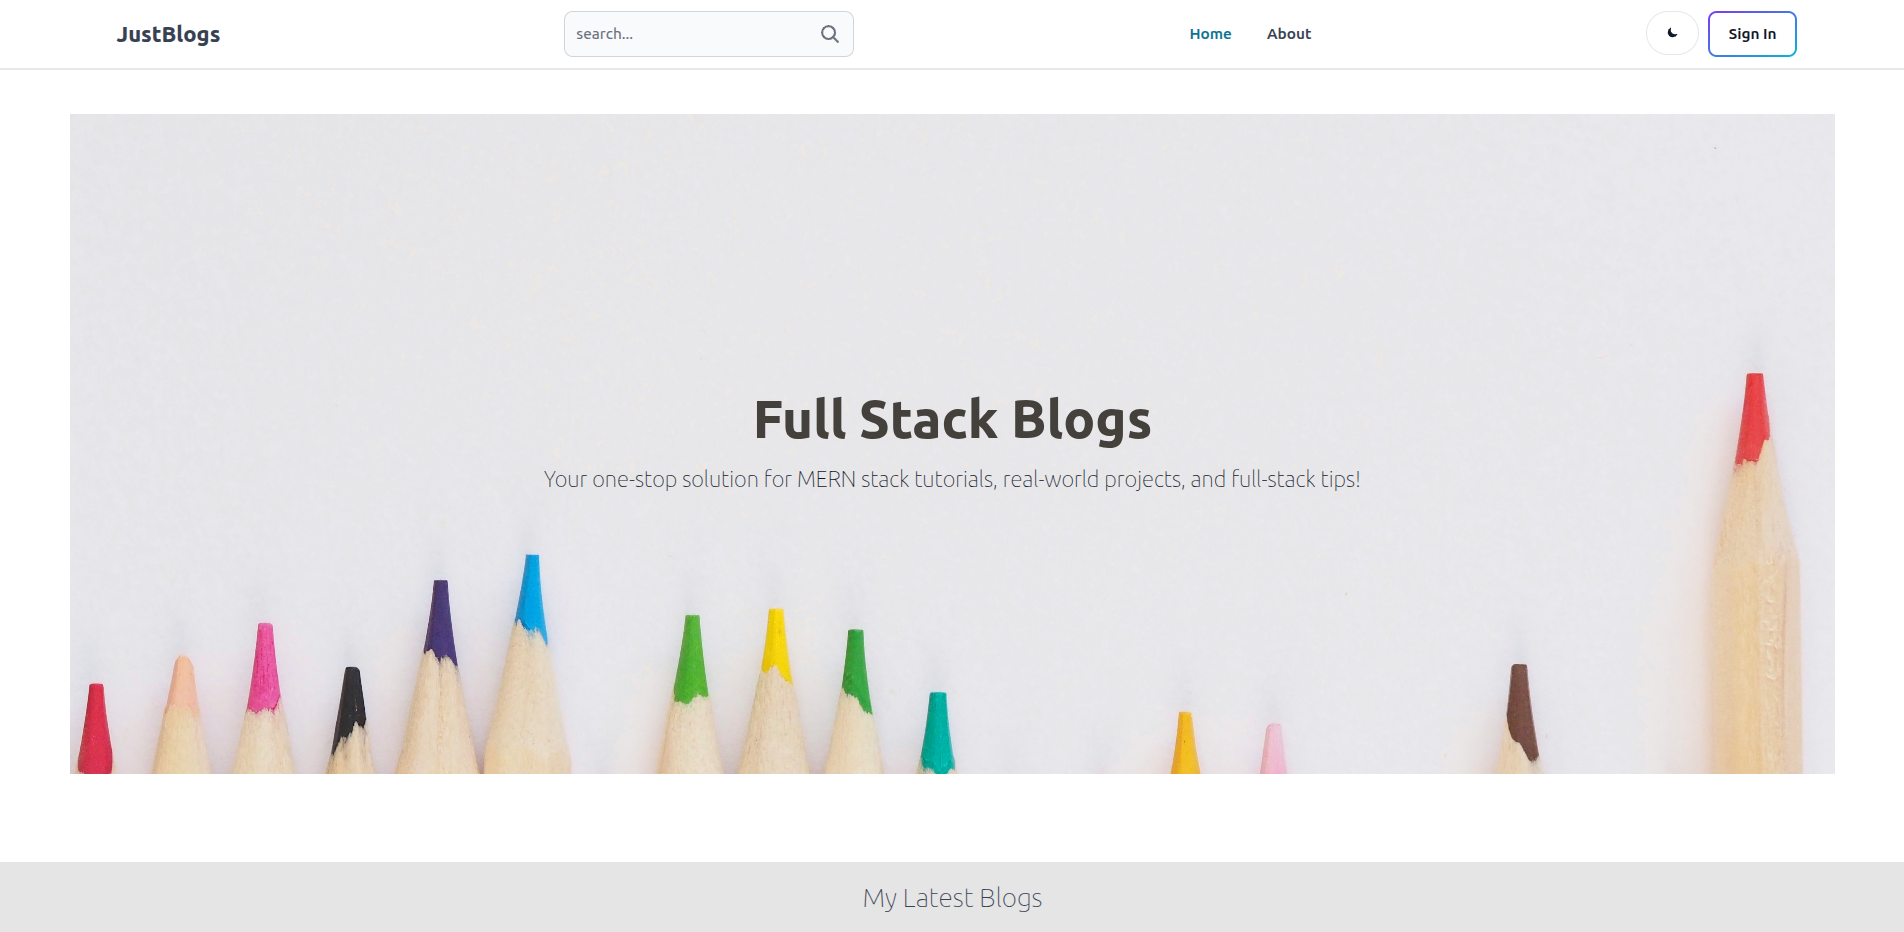 JustBlogs
search...
Home
About
Sign In
Full Stack Blogs
Your one-stop solution for MERN stack tutorials, real-world projects, and full-stack tips!
My Latest Blogs